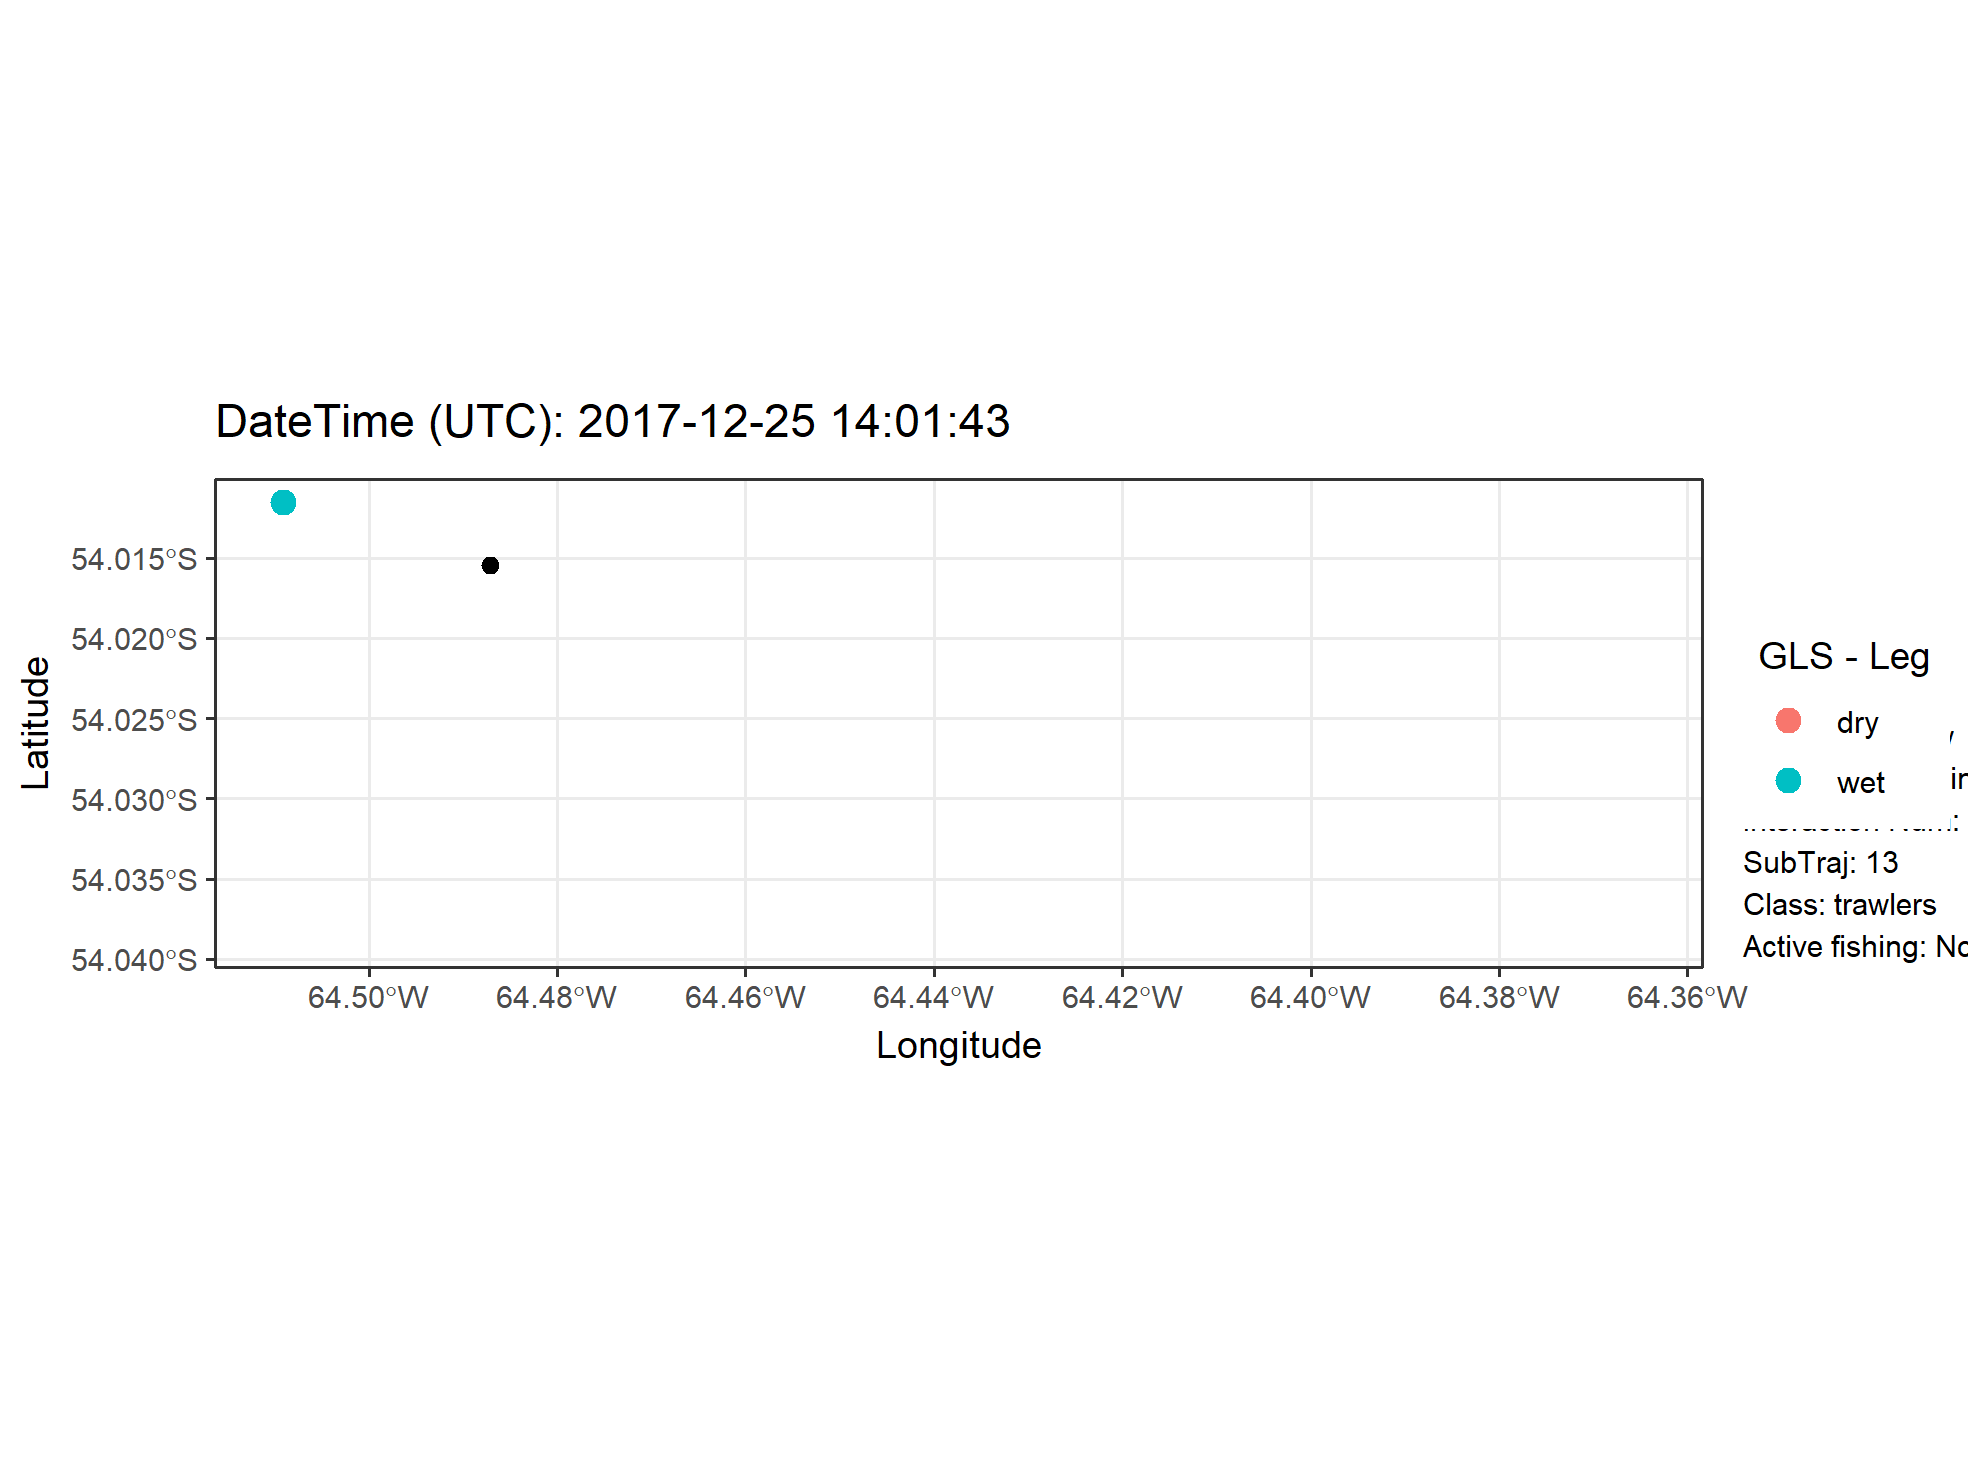 DateTime (UTC): 2017-12-25 14:01:43
54.015°S
54.020°S
54.025°S
54.030°S
54.035°S
54.040°S
Latitude
64.50°W 64.48°W 64.46°W 64.44°W 64.42°W 64.40°W 64.38°W 64.36°W
Longitude
GLS - Leg
dry
wet
SubTraj: 13
Class: trawlers
Active fishing: No